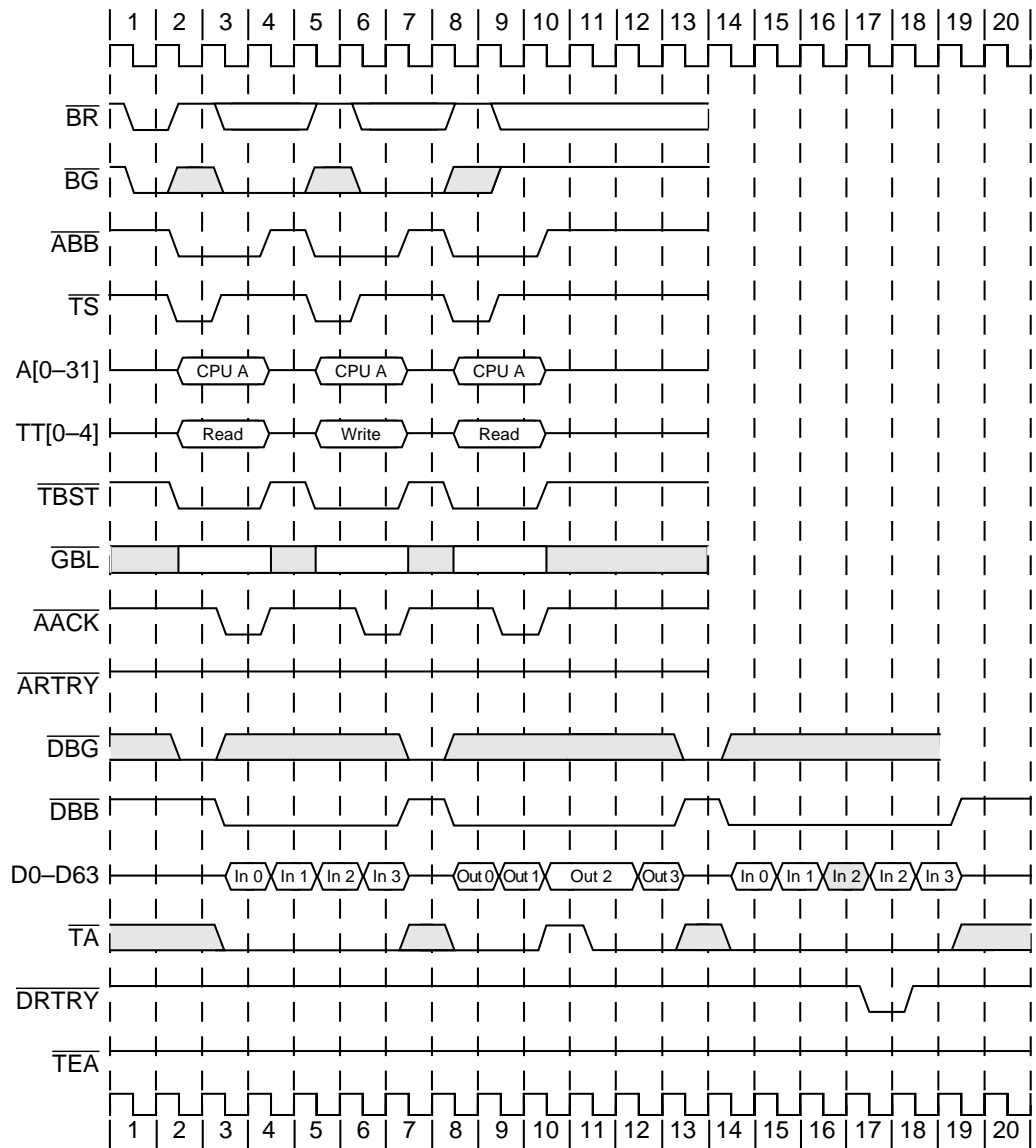 1 2 3 4 5 6 7 8 9 10 11 12 13 14 15 16 17 18 19 20
BR
BG
ABB
TS
A[0–31] CPU A CPU A CPU A
TT[0–4] Read Write Read
TBST
GBL
AACK
ARTRY
DBG
DBB
D0–D63 In 0 In 1 In 2 In 3 Out 0 Out 1 Out 2 Out 3 In 0 In 1 In 2 In 2 In 3
TA
DRTRY
TEA
1 2 3 4 5 6 7 8 9 10 11 12 13 14 15 16 17 18 19 20